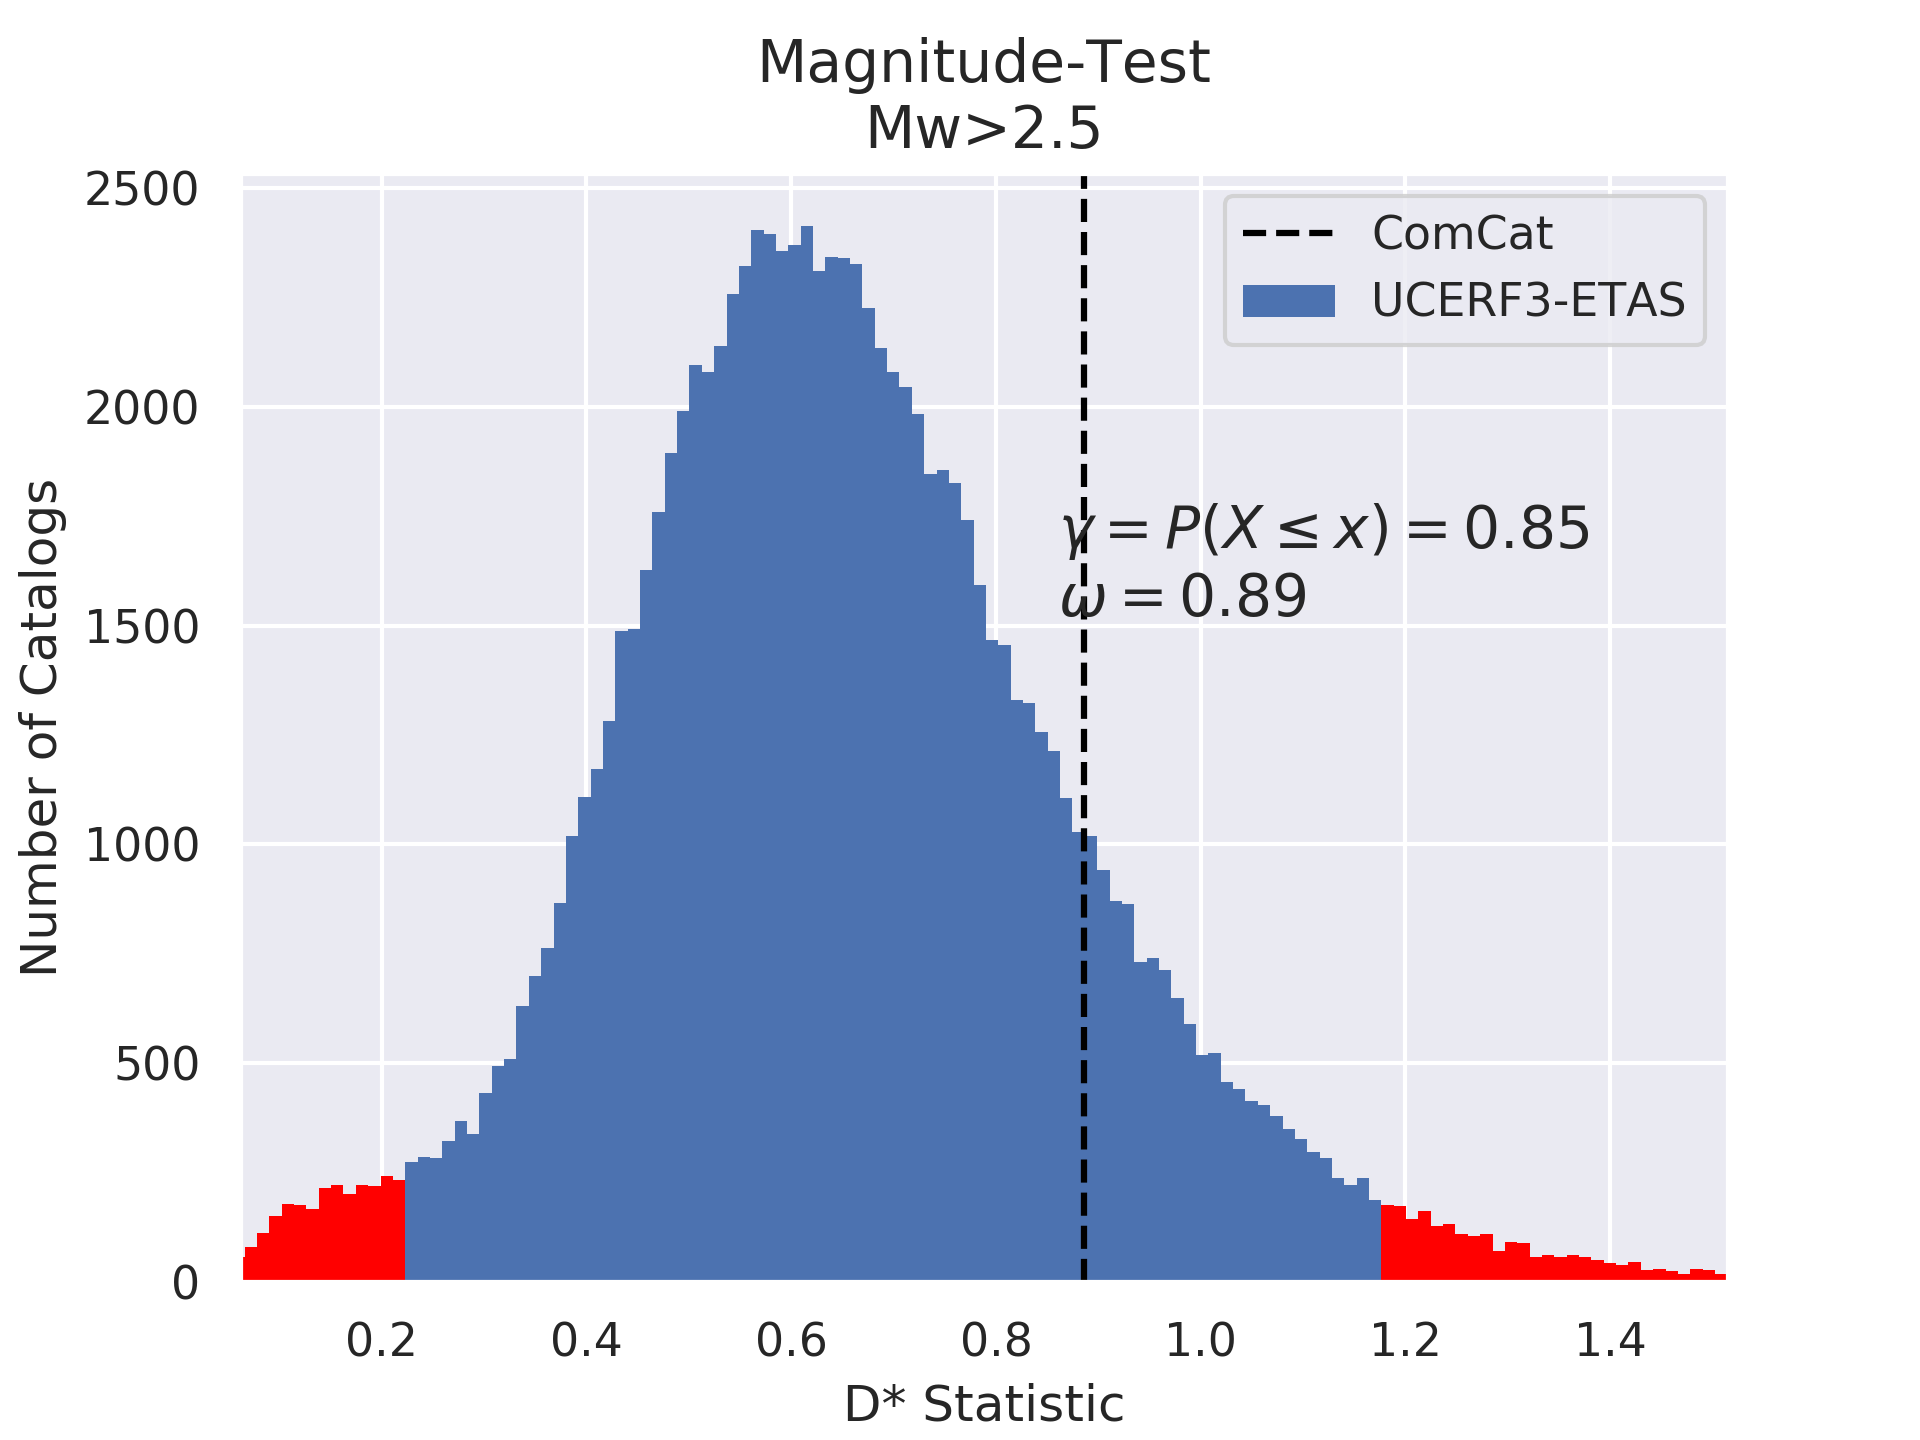 Magnitude-Test
Mw>2.5
2500
2000
1500
1000
500
0
Number of Catalogs
ComCat
UCERF3-ETAS
γ = P(X ≤ x) = 0.85
ω = 0.89
0.2 0.4 0.6 0.8 1.0 1.2 1.4
D* Statistic